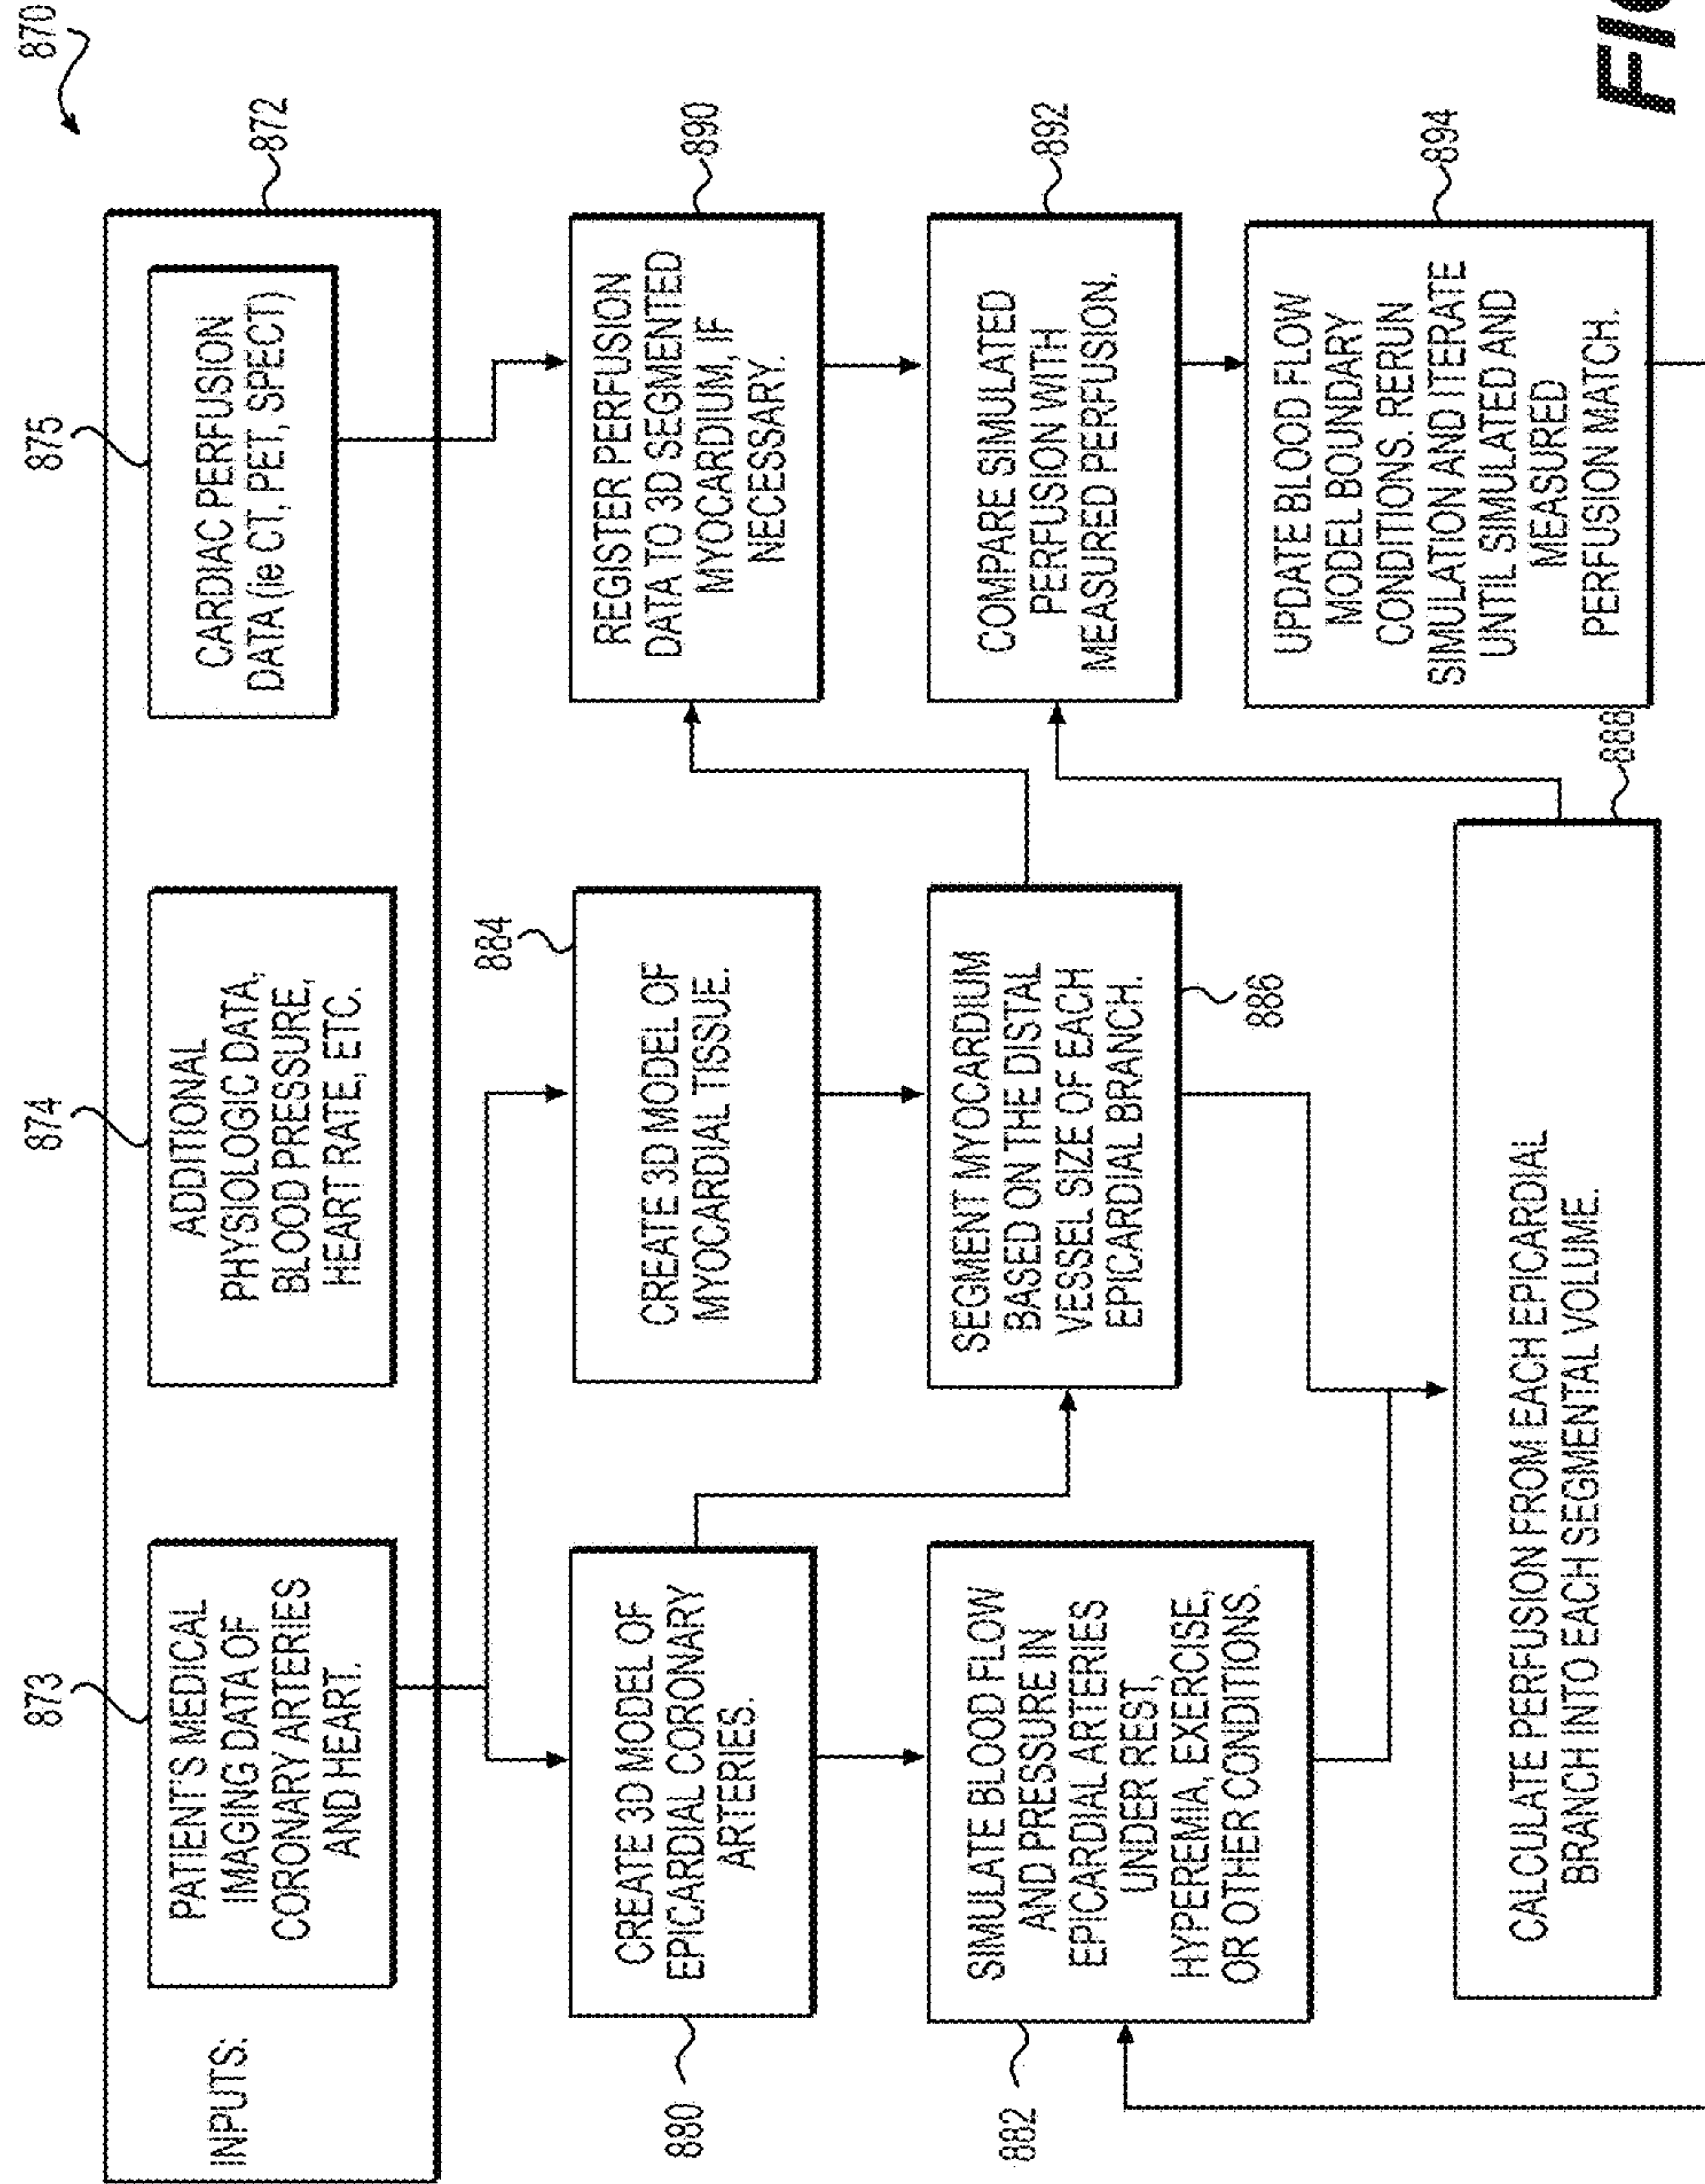 870
872
INPUTS:
873
PATIENT'S MEDICAL
IMAGING DATA OF
CORONARY ARTERIES
AND HEART.
874
ADDITIONAL
PHYSIOLOGIC DATA,
BLOOD PRESSURE,
HEART RATE, ETC.
875
CARDIAC PERFUSION
DATA (ie CT, PET, SPECT)
880
CREATE 3D MODEL OF
EPICARDIAL CORONARY
ARTERIES.
884
CREATE 3D MODEL OF
MYOCARDIAL TISSUE.
890
REGISTER PERFUSION
DATA TO 3D SEGMENTED
MYOCARDIUM, IF
NECESSARY.
882
SIMULATE BLOOD FLOW
AND PRESSURE IN
EPICARDIAL ARTERIES
UNDER REST,
HYPEREMIA, EXERCISE,
OR OTHER CONDITIONS.
SEGMENT MYOCARDIUM
BASED ON THE DISTAL
VESSEL SIZE OF EACH
EPICARDIAL BRANCH.
886
892
COMPARE SIMULATED
PERFUSION WITH
MEASURED PERFUSION.
894
UPDATE BLOOD FLOW
MODEL BOUNDARY
CONDITIONS. RERUN
SIMULATION AND ITERATE
UNTIL SIMULATED AND
MEASURED
PERFUSION MATCH.
888
CALCULATE PERFUSION FROM EACH EPICARDIAL
BRANCH INTO EACH SEGMENTAL VOLUME.